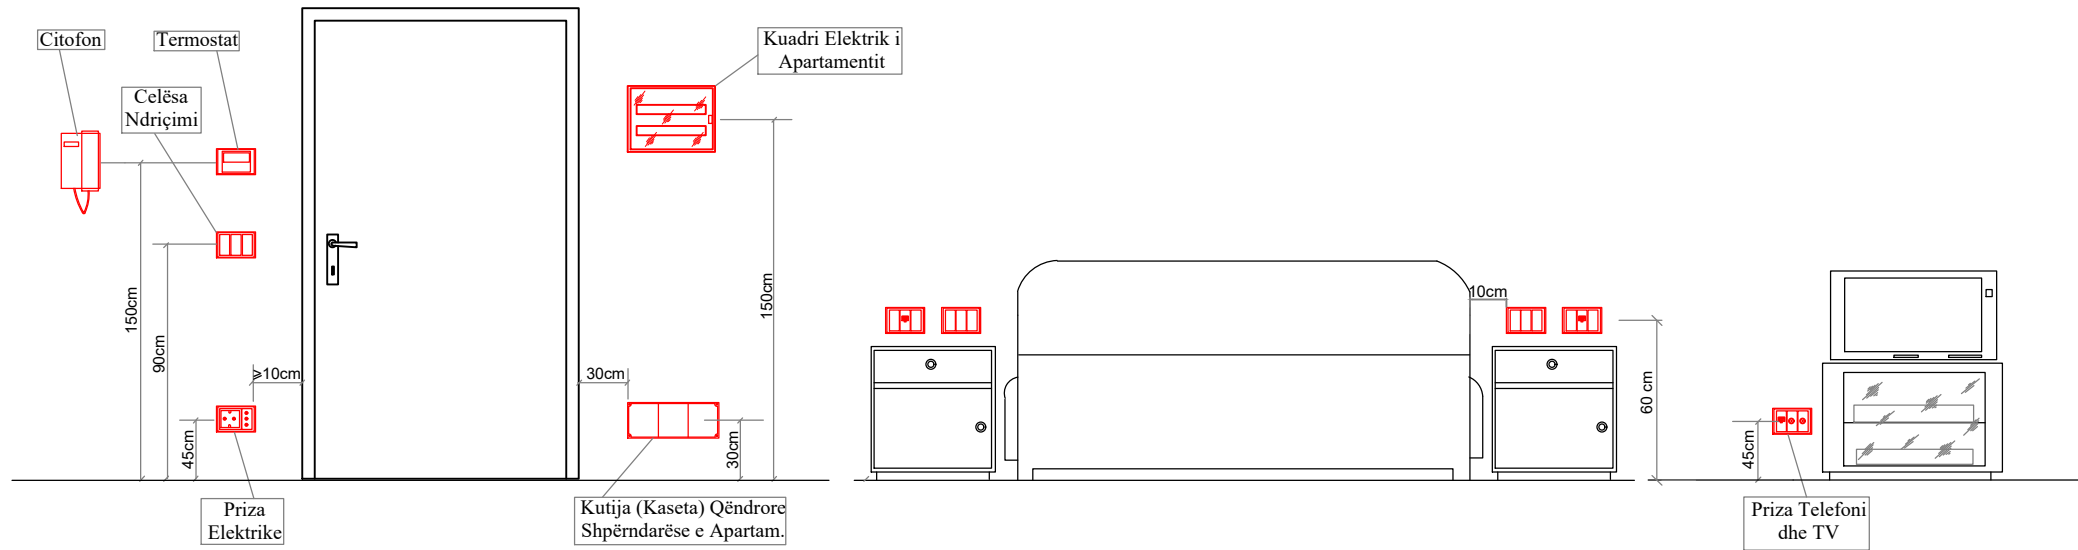 Citofon
Termostat
Celësa
Ndriçimi
Kuadri Elektrik i
Apartamentit
150cm
90cm
45cm
⩾10cm
30cm
150cm
30cm
10cm
60 cm
45cm
Priza
Elektrike
Kutija (Kaseta) Qëndrore
Shpërndarëse e Apartam.
Priza Telefoni
dhe TV